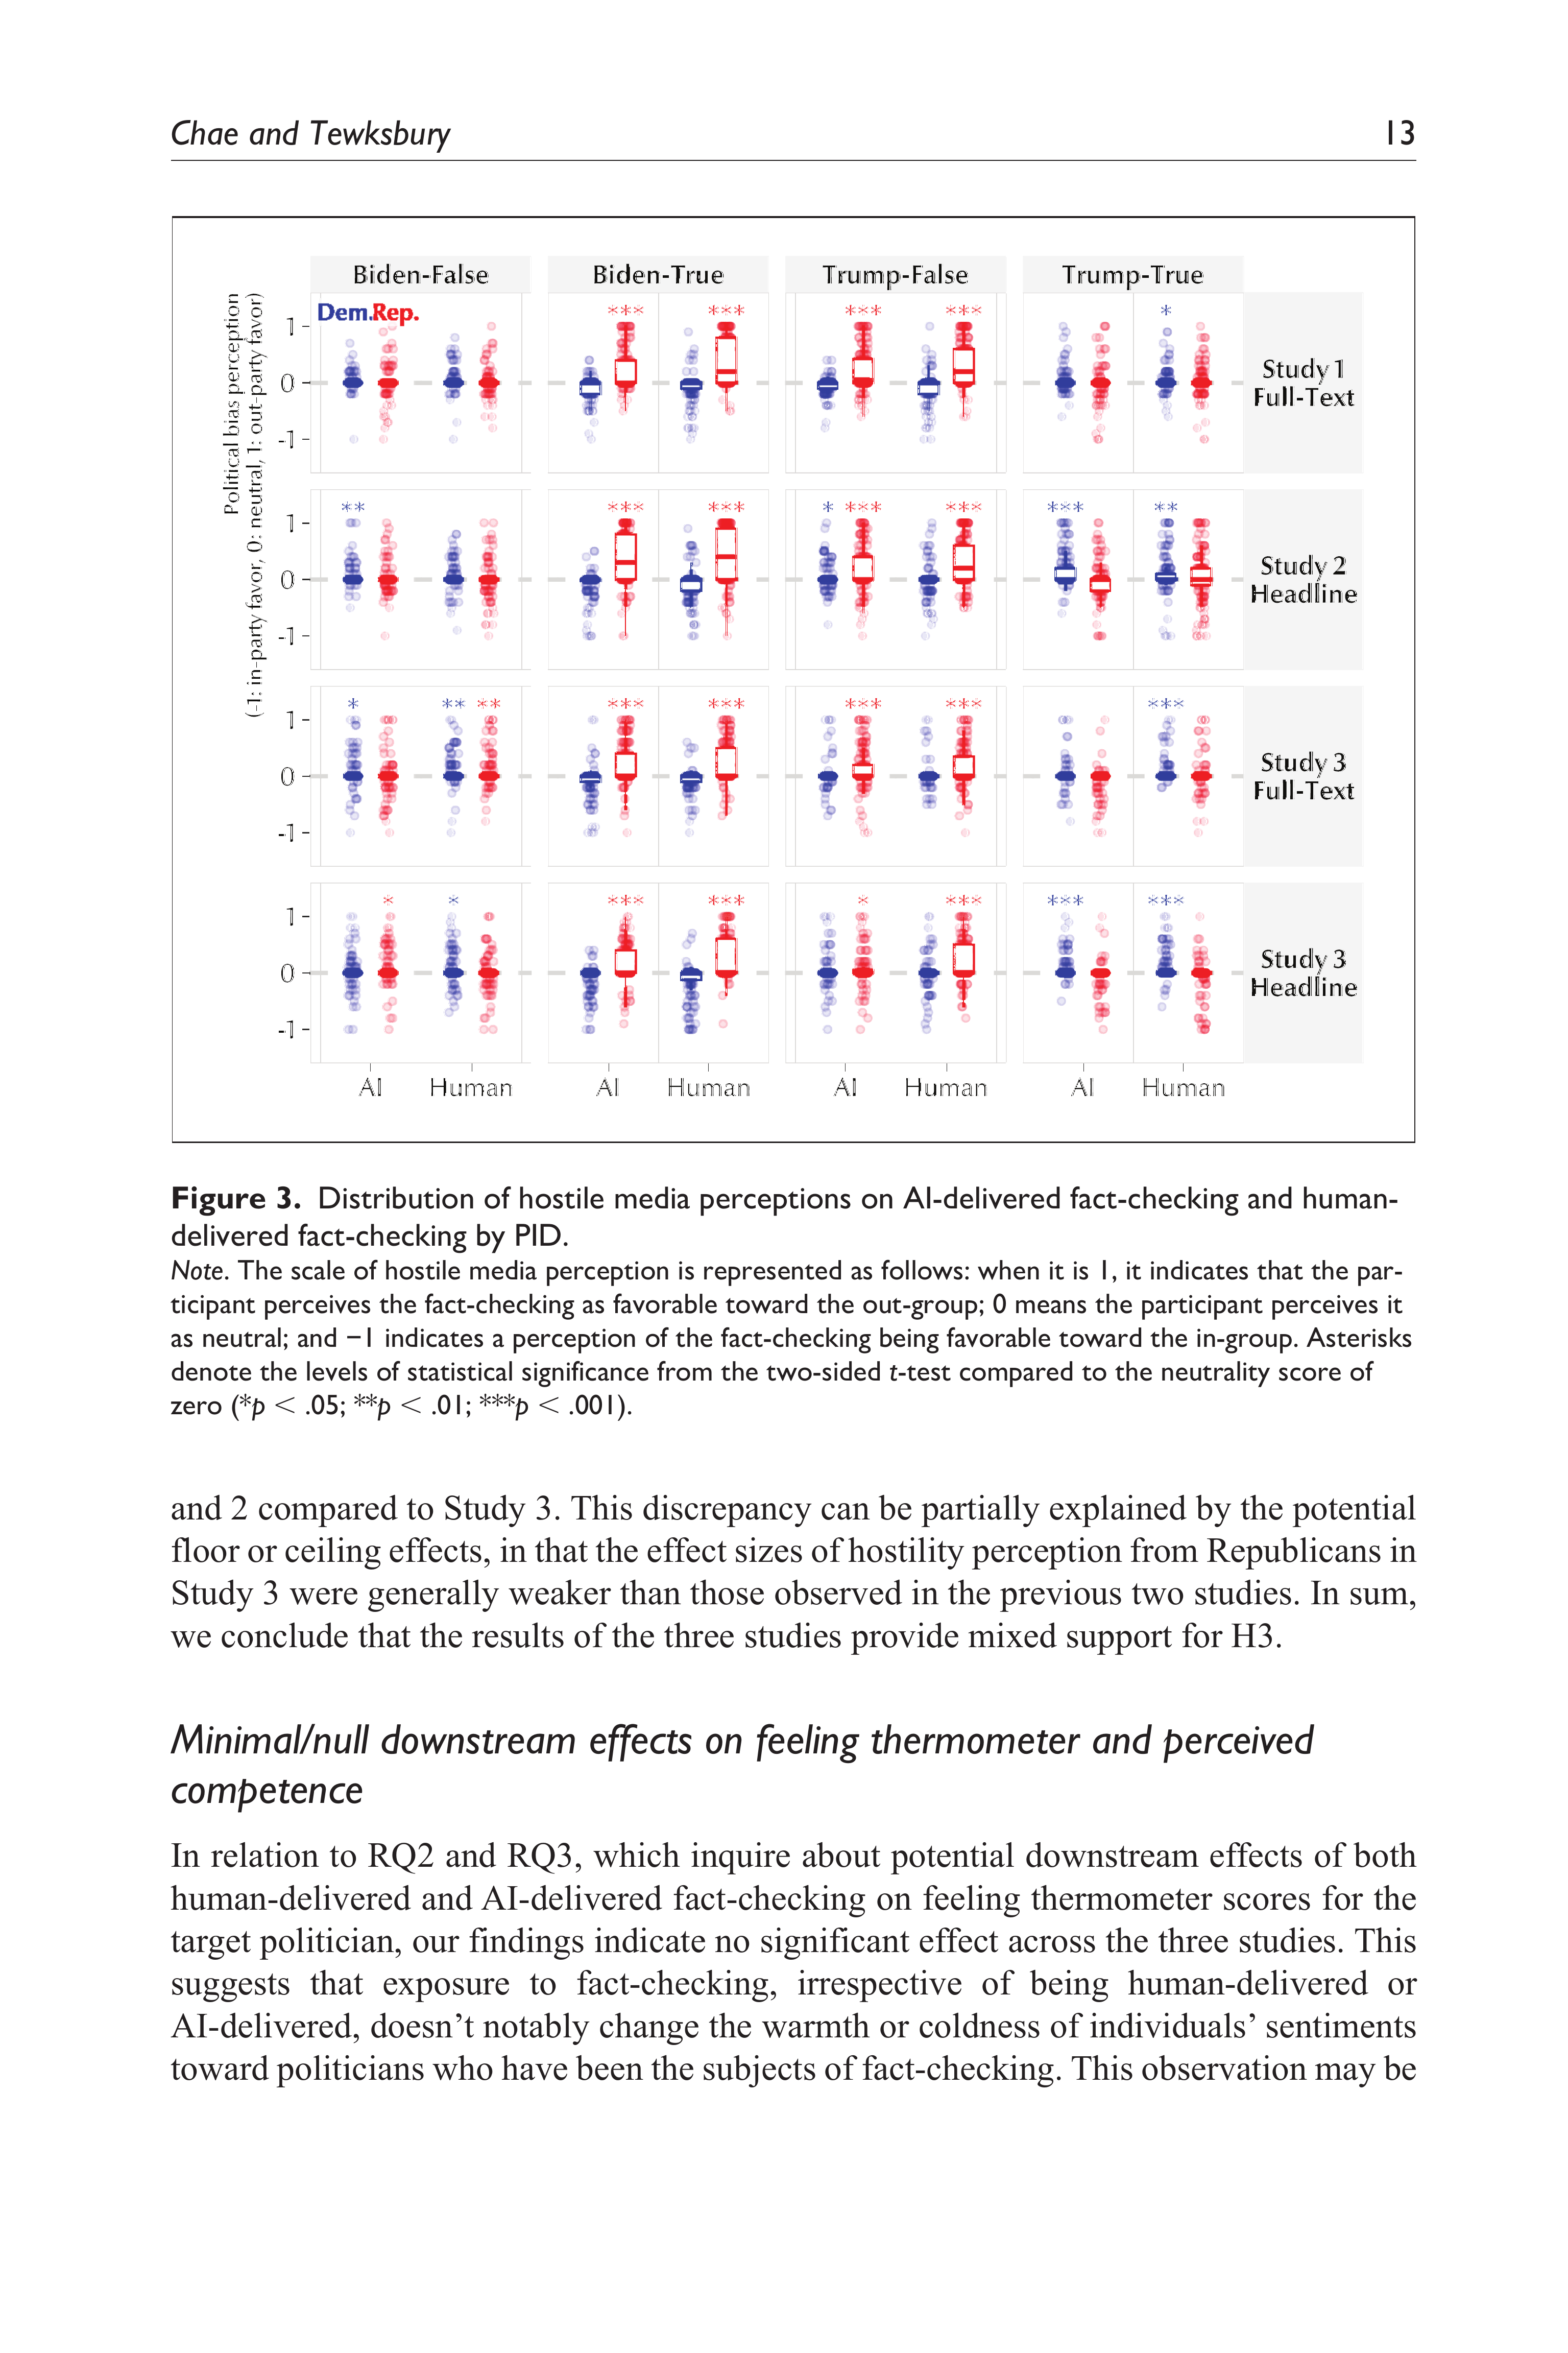 Chae and Tewksbury 13
Biden-False Biden-True Trump-False Trump-True
Political bias perception
(-1: in-party favor, 0: neutral, 1: out-party favor)
Dem. Rep.
*** *** *** *** *
1
0
-1
Study 1
Full-Text
** *** *** * *** *** *** **
1
0
-1
Study 2
Headline
* ** ** *** *** *** *** ***
1
0
-1
Study 3
Full-Text
* * *** *** * *** *** ***
1
0
-1
Study 3
Headline
AI Human AI Human AI Human AI Human
Figure 3. Distribution of hostile media perceptions on AI-delivered fact-checking and human-
delivered fact-checking by PID.
Note. The scale of hostile media perception is represented as follows: when it is 1, it indicates that the par-
ticipant perceives the fact-checking as favorable toward the out-group; 0 means the participant perceives it
as neutral; and −1 indicates a perception of the fact-checking being favorable toward the in-group. Asterisks
denote the levels of statistical significance from the two-sided t-test compared to the neutrality score of
zero (*p < .05; **p < .01; ***p < .001).
and 2 compared to Study 3. This discrepancy can be partially explained by the potential
floor or ceiling effects, in that the effect sizes of hostility perception from Republicans in
Study 3 were generally weaker than those observed in the previous two studies. In sum,
we conclude that the results of the three studies provide mixed support for H3.
Minimal/null downstream effects on feeling thermometer and perceived
competence
In relation to RQ2 and RQ3, which inquire about potential downstream effects of both
human-delivered and AI-delivered fact-checking on feeling thermometer scores for the
target politician, our findings indicate no significant effect across the three studies. This
suggests that exposure to fact-checking, irrespective of being human-delivered or
AI-delivered, doesn’t notably change the warmth or coldness of individuals’ sentiments
toward politicians who have been the subjects of fact-checking. This observation may be